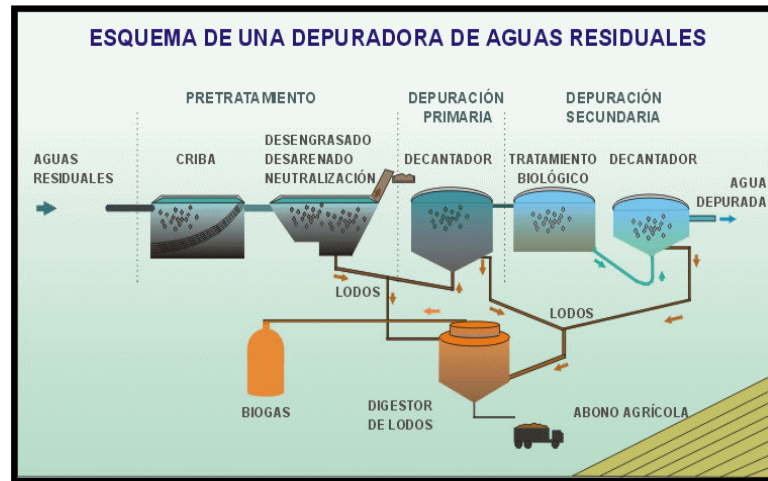 ESQUEMA DE UNA DEPURADORA DE AGUAS RESIDUALES
PRETRATAMIENTO
DEPURACIÓN
PRIMARIA
DEPURACIÓN
SECUNDARIA
AGUAS
RESIDUALES
CRIBA
DESENGRASADO
DESARENADO
NEUTRALIZACIÓN
DECANTADOR
TRATAMIENTO
BIOLÓGICO
DECANTADOR
AGUA
DEPURADA
LODOS
LODOS
BIOGAS
DIGESTOR
DE LODOS
ABONO AGRÍCOLA